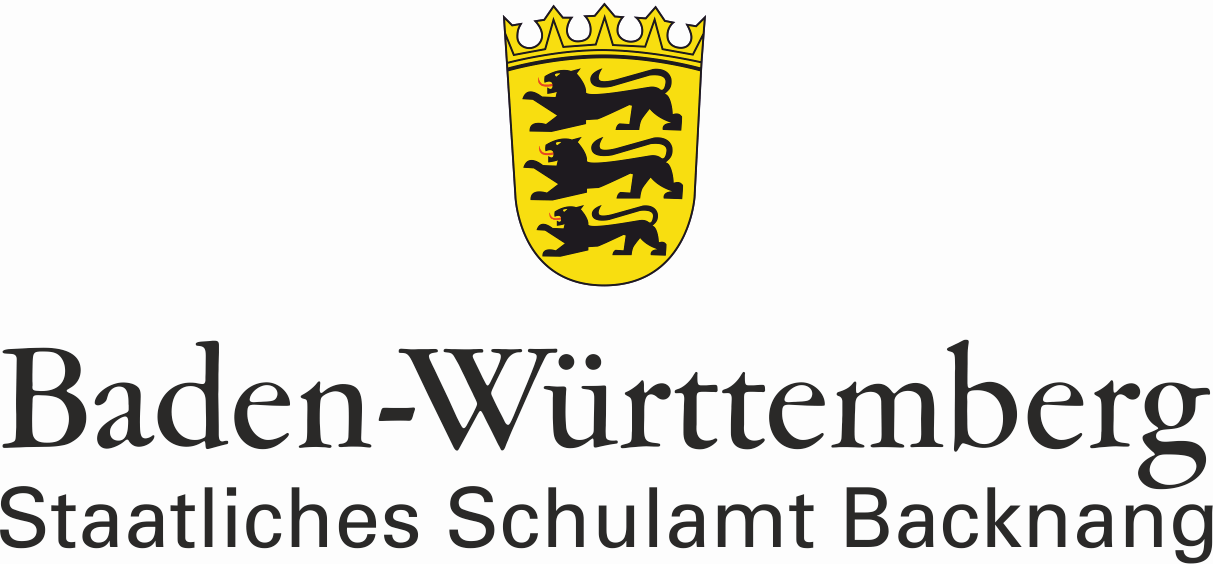 Baden-Württemberg
Staatliches Schulamt Backnang